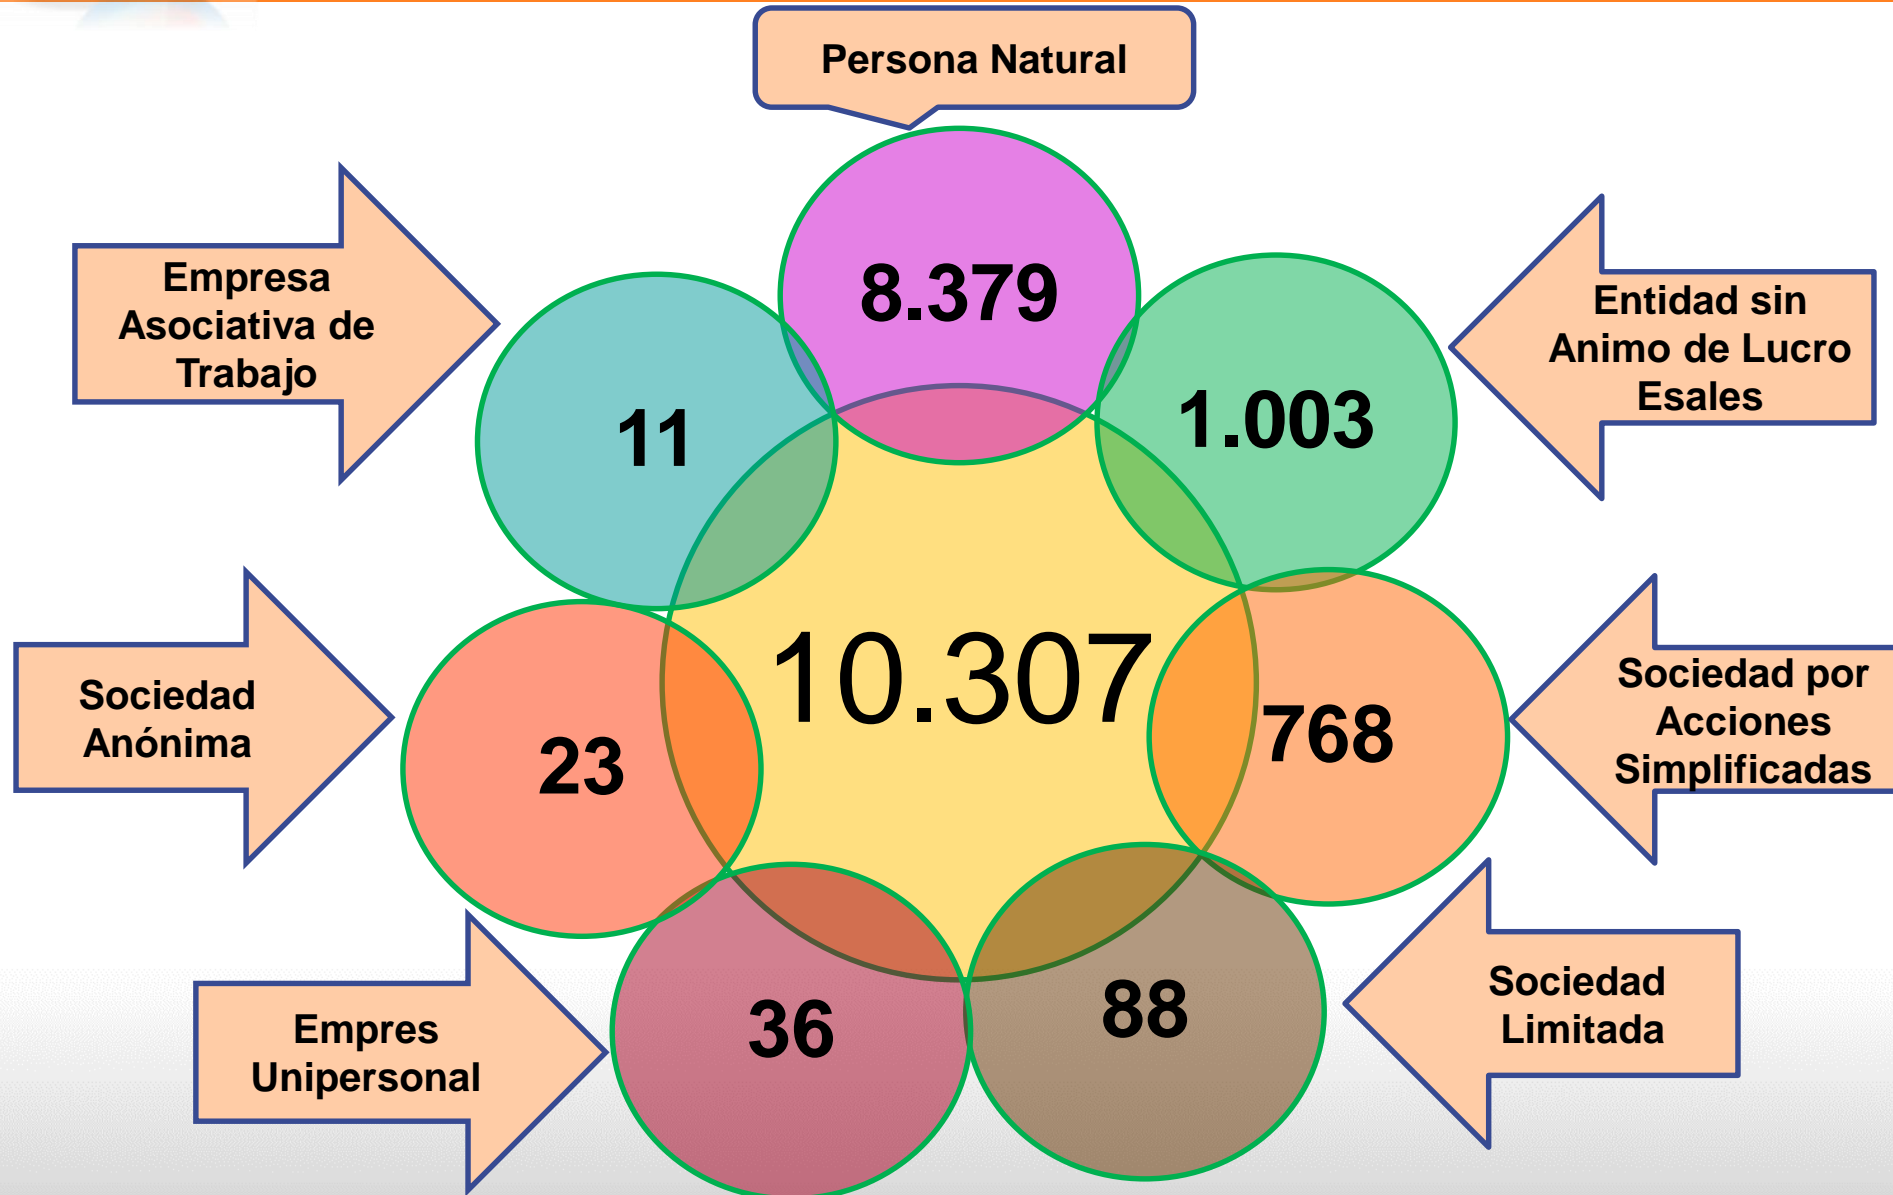 Persona Natural
8.379
Empresa
Asociativa de
Trabajo
11
Entidad sin
Animo de Lucro
Esales
1.003
10.307
Sociedad
Anónima
23
Sociedad por
Acciones
Simplificadas
768
Empres
Unipersonal
36
Sociedad
Limitada
88